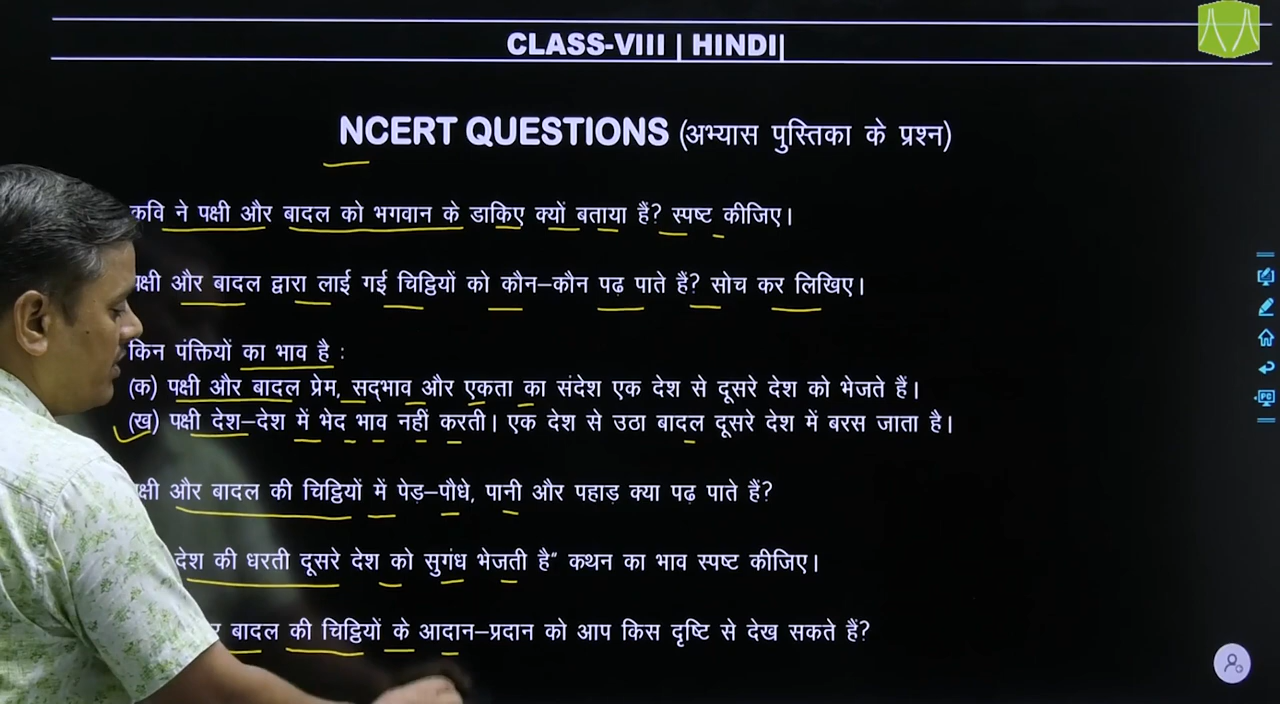 CLASS-VIII | HINDI|
NCERT QUESTIONS (अभ्यास पुस्तिका के प्रश्न)
कवि ने पक्षी और बादल को भगवान के डाकिए क्यों बताया हैं? स्पष्ट कीजिए।
और बादल द्वारा लाई गई चिट्ठियों को कौन–कौन पढ़ पाते हैं? सोच कर लिखिए।
किन पंक्तियों का भाव है :
(क) पक्षी और बादल प्रेम, सद्भाव और एकता का संदेश एक देश से दूसरे देश को भेजते हैं।
(ख) पक्षी देश–देश में भेद भाव नहीं करती। एक देश से उठा बादल दूसरे देश में बरस जाता है।
और बादल की चिट्ठियों में पेड़–पौधे, पानी और पहाड़ क्या पढ़ पाते हैं?
देश की धरती दूसरे देश को सुगंध भेजती है" कथन का भाव स्पष्ट कीजिए।
बादल की चिट्ठियों के आदान–प्रदान को आप किस दृष्टि से देख सकते हैं?
PC